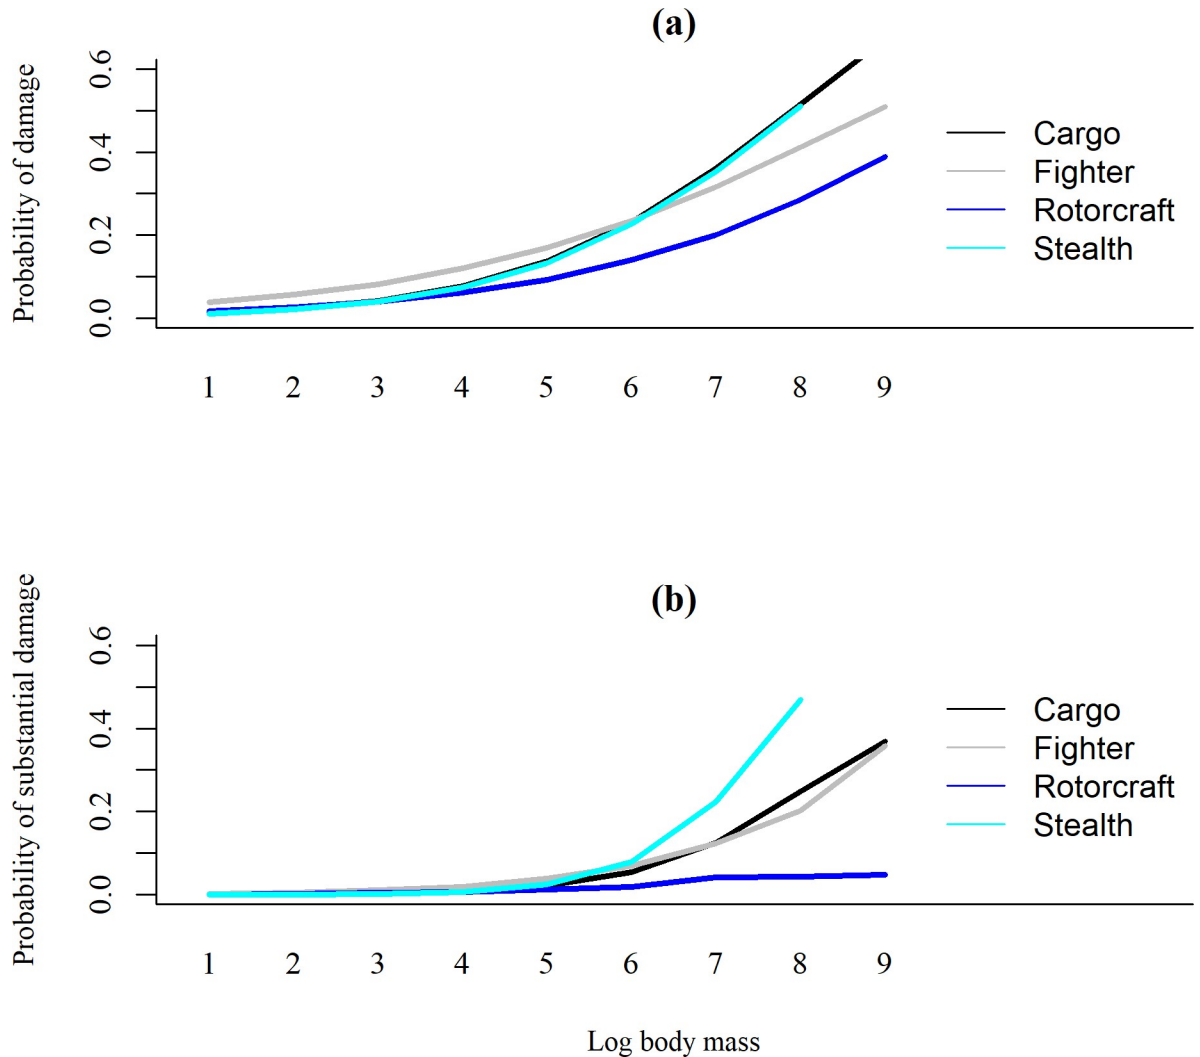 (a)
Probability of damage
0.6
0.4
0.2
0.0
1 2 3 4 5 6 7 8 9
Cargo
Fighter
Rotorcraft
Stealth
(b)
Probability of substantial damage
0.6
0.4
0.2
0.0
1 2 3 4 5 6 7 8 9
Cargo
Fighter
Rotorcraft
Stealth
Log body mass